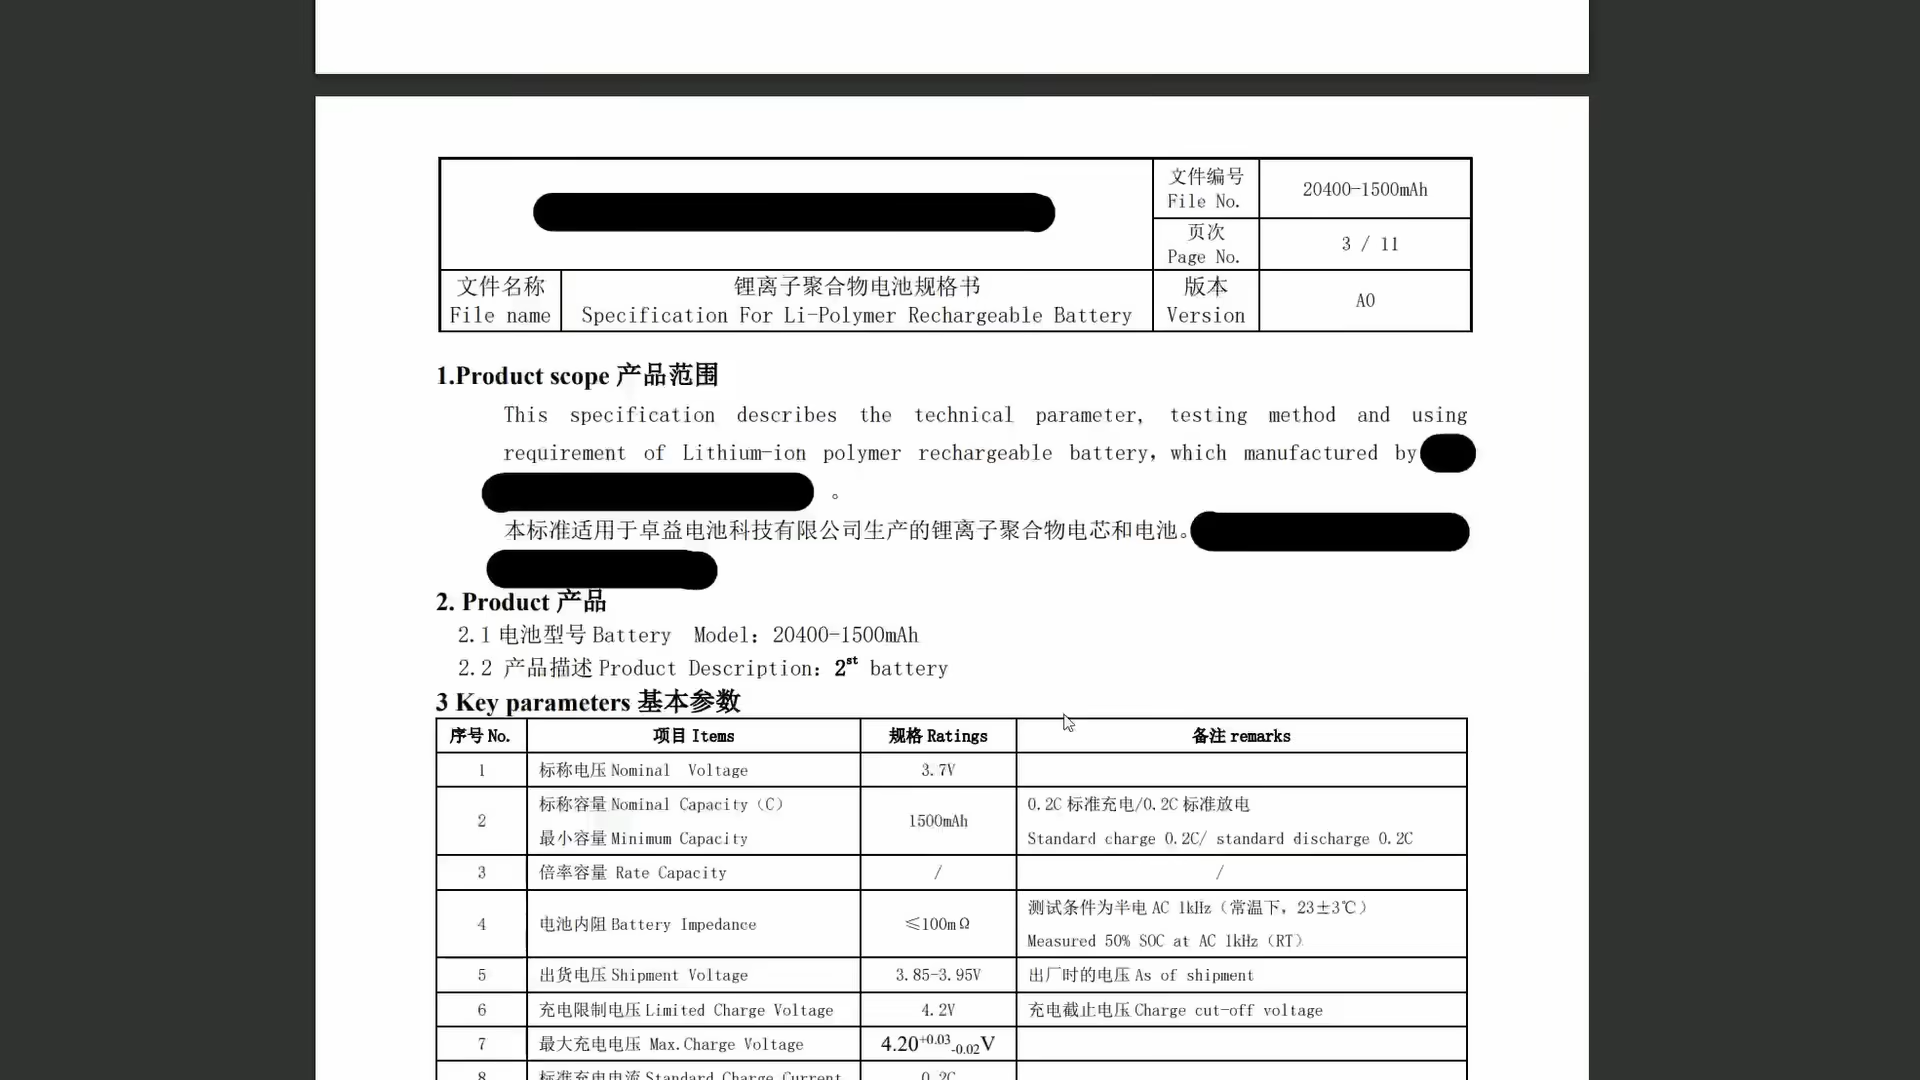 文件编号
File No.
20400-1500mAh
页次
Page No.
3 / 11
文件名称
File name
锂离子聚合物电池规格书
Specification For Li-Polymer Rechargeable Battery
版本
Version
A0
1.Product scope 产品范围
This specification describes the technical parameter, testing method and using
requirement of Lithium-ion polymer rechargeable battery, which manufactured by
。
本标准适用于卓益电池科技有限公司生产的锂离子聚合物电芯和电池。
2. Product 产品
2.1 电池型号 Battery Model: 20400-1500mAh
2.2 产品描述 Product Description: 2st battery
3 Key parameters 基本参数
序号 No. 项目 Items 规格 Ratings 备注 remarks
1 标称电压 Nominal Voltage 3.7V
2
标称容量 Nominal Capacity（C）
最小容量 Minimum Capacity
1500mAh
0.2C 标准充电/0.2C 标准放电
Standard charge 0.2C/ standard discharge 0.2C
3 倍率容量 Rate Capacity / /
4 电池内阻 Battery Impedance ≤100mΩ
测试条件为半电 AC 1kHz（常温下，23±3℃）
Measured 50% SOC at AC 1kHz（RT）
5 出货电压 Shipment Voltage 3.85-3.95V 出厂时的电压 As of shipment
6 充电限制电压 Limited Charge Voltage 4.2V 充电截止电压 Charge cut-off voltage
7 最大充电电压 Max.Charge Voltage 4.20+0.03-0.02V
8 标准充电电流 Standard Charge Current 0.2C